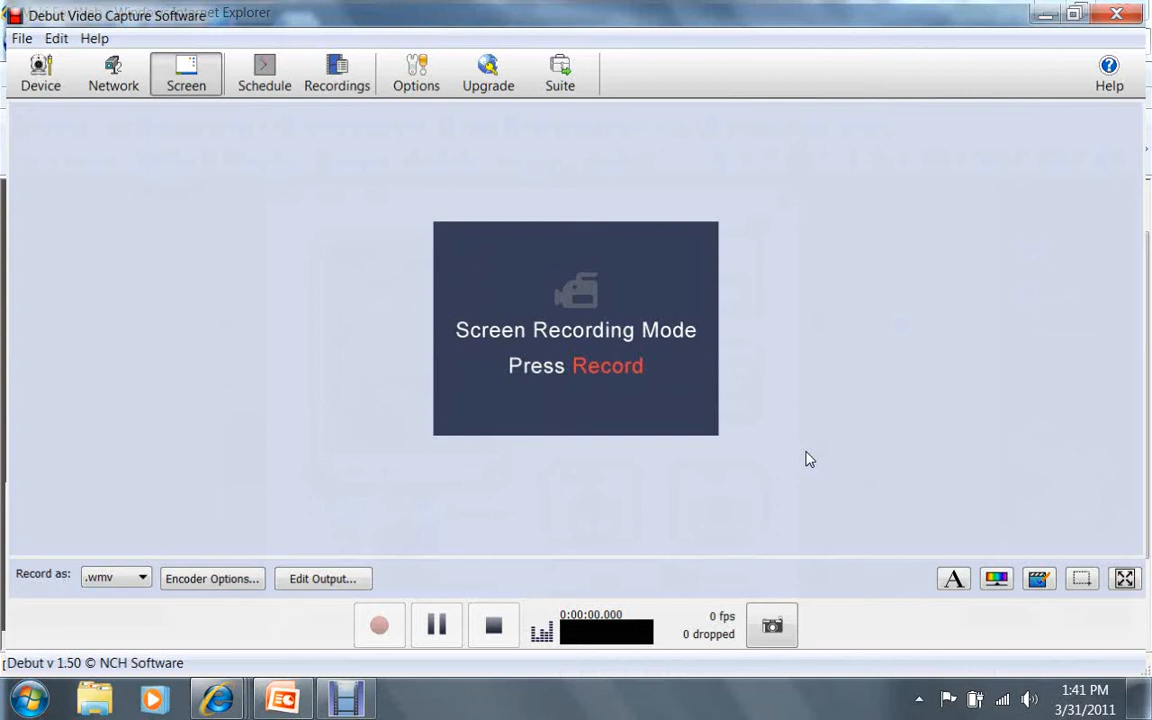 Debut Video Capture Software
Internet Explorer
File Edit Help
Device Network Screen Schedule Recordings Options Upgrade Suite Help
Screen Recording Mode
Press Record
Record as: .wmv Encoder Options... Edit Output...
A
0:00:00.000 0 fps
0 dropped
Debut v 1.50 © NCH Software
1:41 PM
3/31/2011